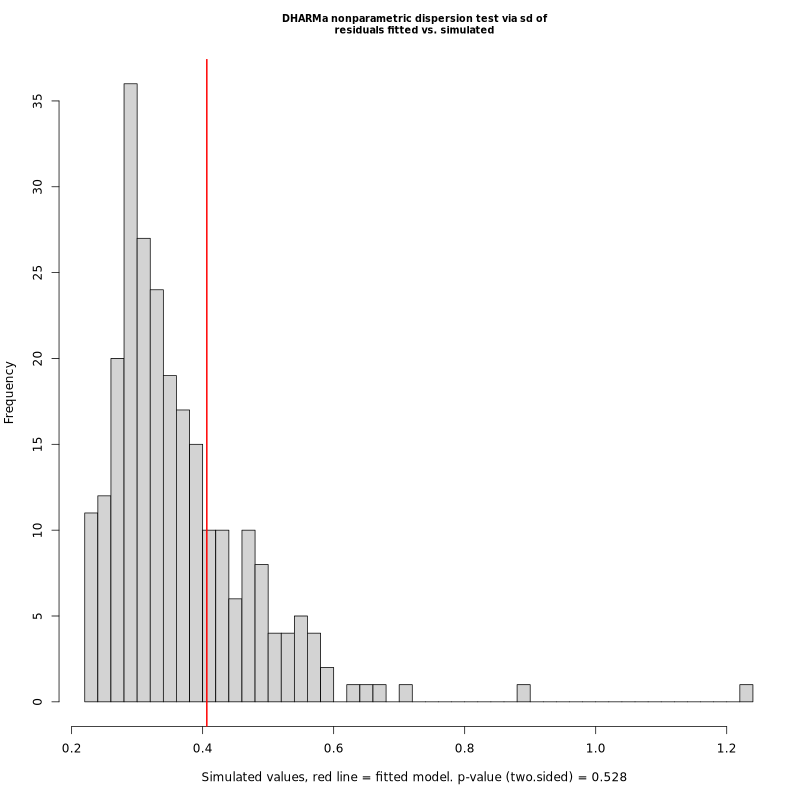 DHARMa nonparametric dispersion test via sd of
residuals fitted vs. simulated
Frequency
35
30
25
20
15
10
5
0
0.2 0.4 0.6 0.8 1.0 1.2
Simulated values, red line = fitted model. p-value (two.sided) = 0.528